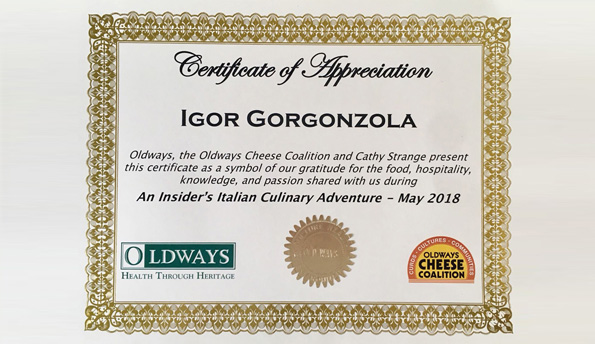 Certificate of Appreciation
IGOR GORGONZOLA
Oldways, the Oldways Cheese Coalition and Cathy Strange present
this certificate as a symbol of our gratitude for the food, hospitality,
knowledge, and passion shared with us during
An Insider's Italian Culinary Adventure – May 2018
OLDWAYS
HEALTH THROUGH HERITAGE
CURDS · CULTURES · COMMUNITIES
OLDWAYS
CHEESE
COALITION